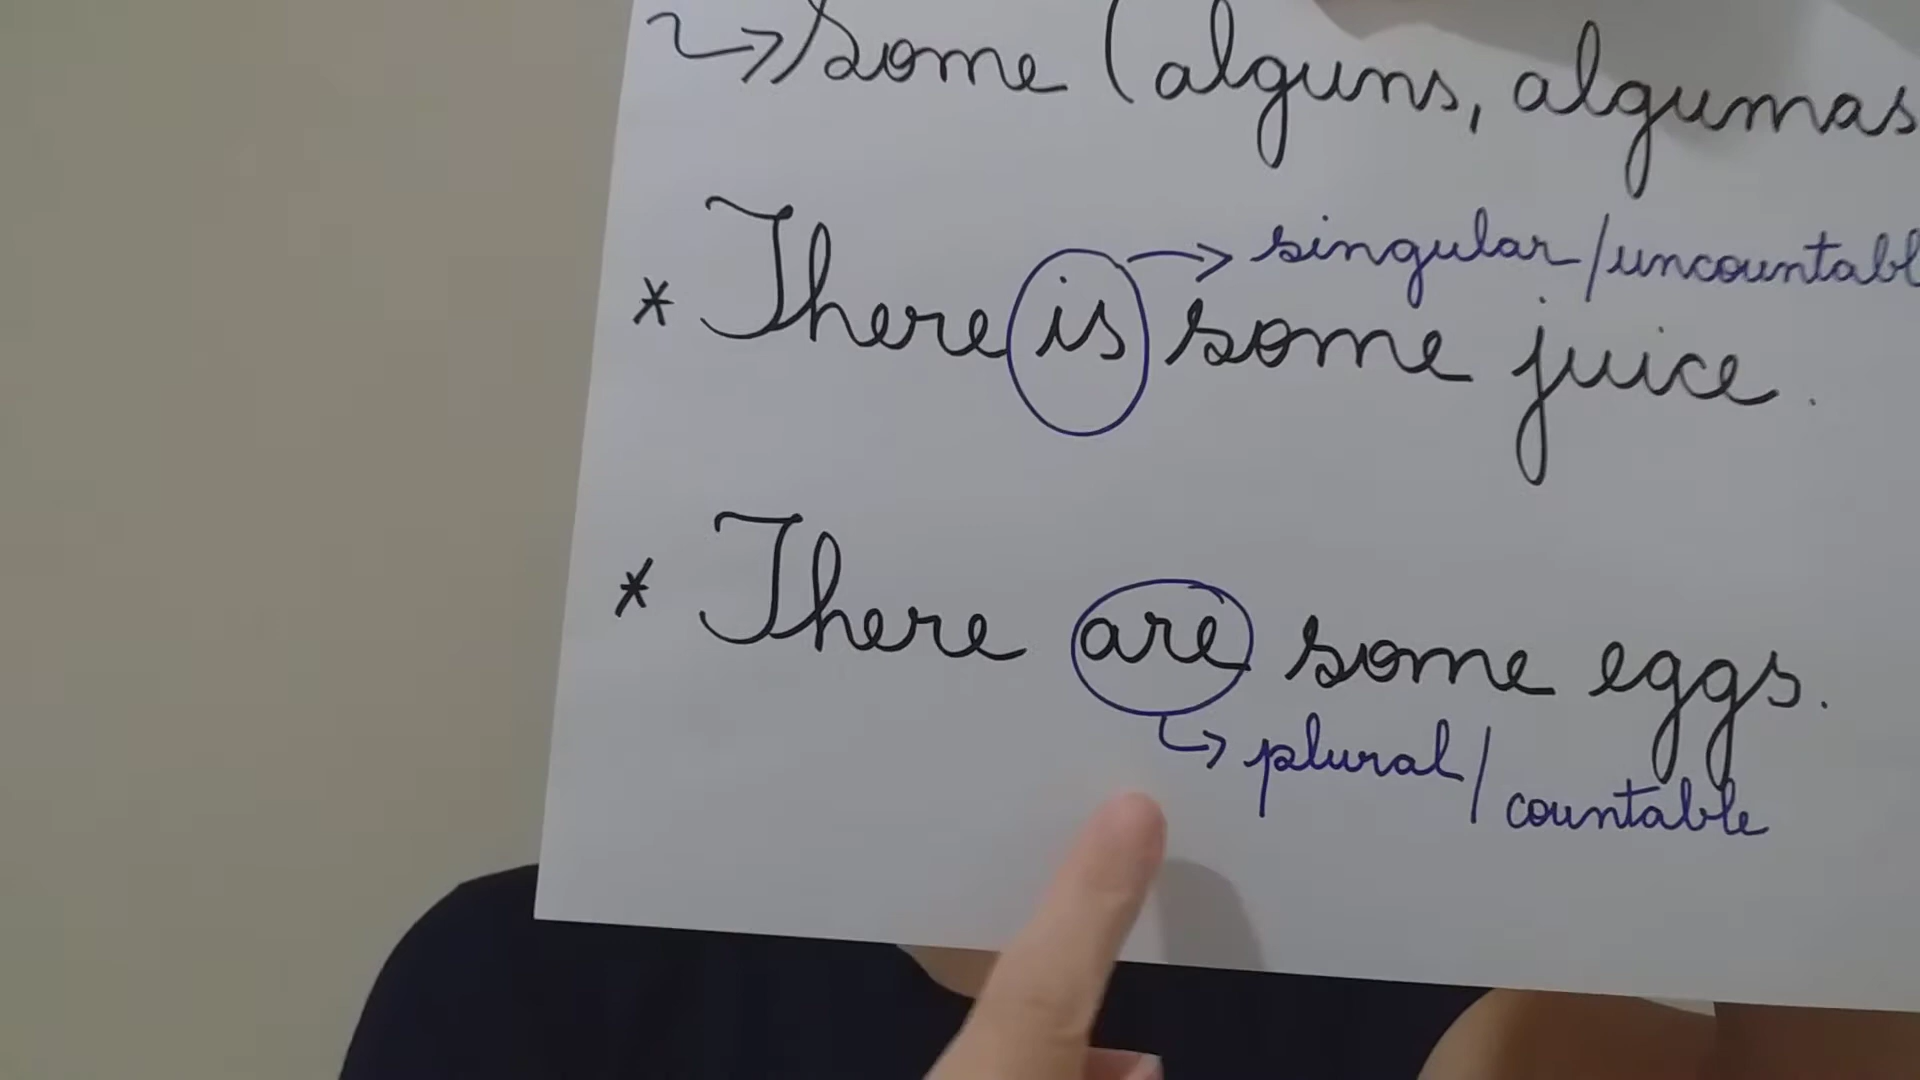 Some (alguns, algumas
singular/uncountabl
* There is some juice.
* There are some eggs.
plural/countable